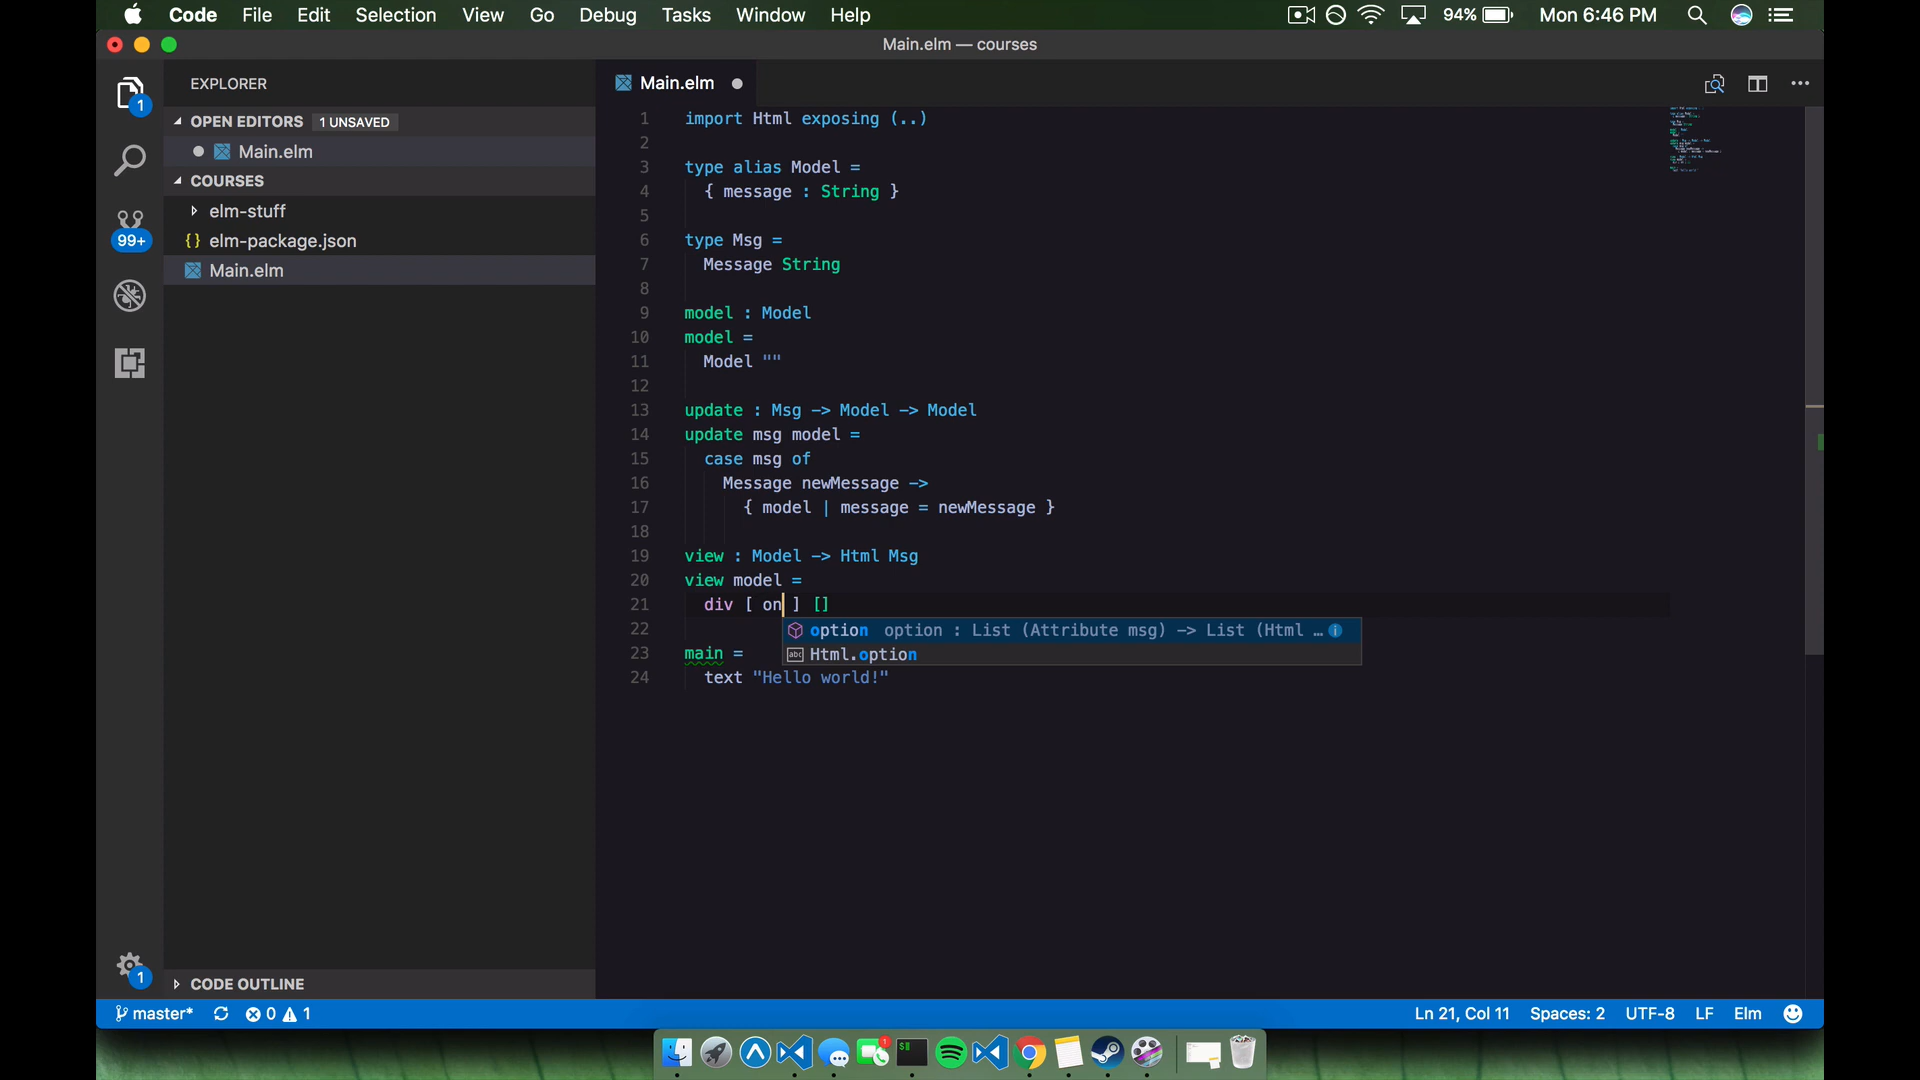 Code File Edit Selection View Go Debug Tasks Window Help 94% Mon 6:46 PM
Main.elm — courses
EXPLORER
OPEN EDITORS 1 UNSAVED
Main.elm
COURSES
elm-stuff
elm-package.json
Main.elm
CODE OUTLINE
1
99+
1
Main.elm
1 import Html exposing (..)
2
3 type alias Model =
4 { message : String }
5
6 type Msg =
7 Message String
8
9 model : Model
10 model =
11 Model ""
12
13 update : Msg -> Model -> Model
14 update msg model =
15 case msg of
16 Message newMessage ->
17 { model | message = newMessage }
18
19 view : Model -> Html Msg
20 view model =
21 div [ on ] []
22
option option : List (Attribute msg) -> List (Html …
23 main =
abc Html.option
24 text "Hello world!"
master* 0 1 Ln 21, Col 11 Spaces: 2 UTF-8 LF Elm
1
$